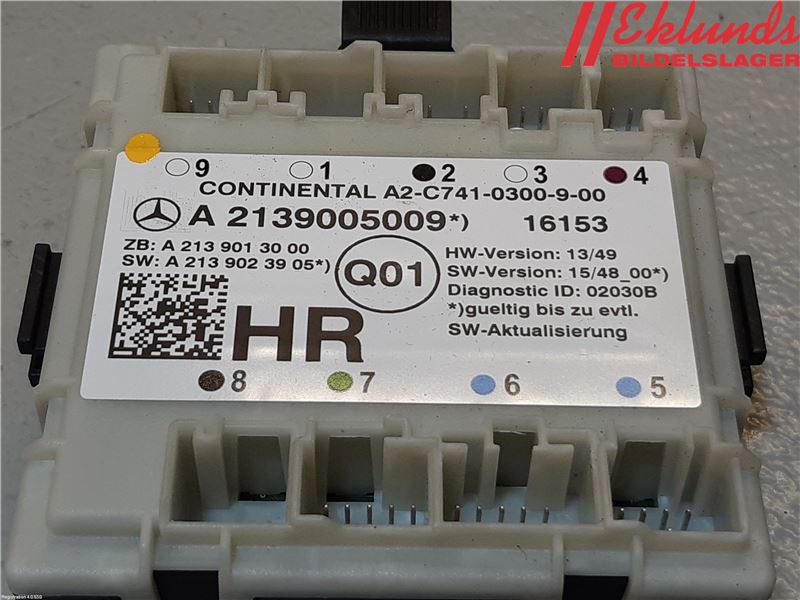 Eklunds
BILDELSLAGER
9 1 2 3 4
CONTINENTAL A2-C741-0300-9-00
A 2139005009*) 16153
ZB: A 213 901 30 00
SW: A 213 902 39 05*)
Q01
HW-Version: 13/49
SW-Version: 15/48_00*)
Diagnostic ID: 02030B
*)gueltig bis zu evtl.
SW-Aktualisierung
HR
8 7 6 5